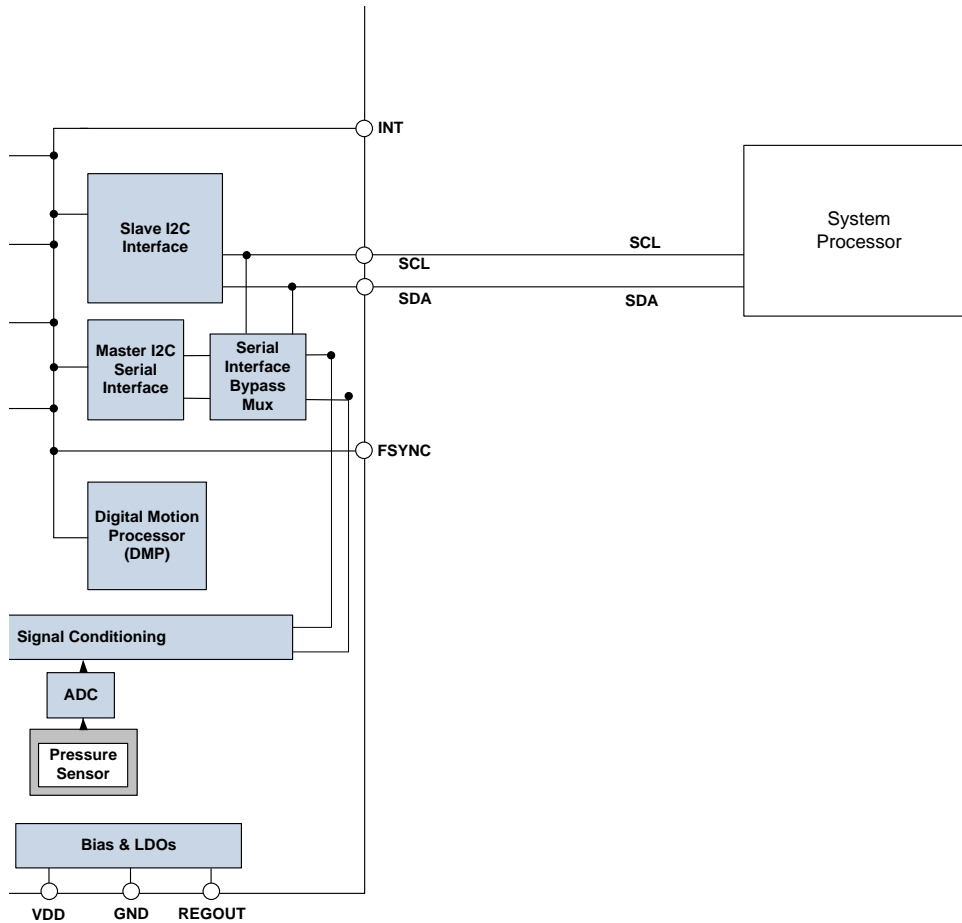 INT
Slave I2C
Interface
SCL
SDA
SCL
SDA
System
Processor
Master I2C
Serial
Interface
Serial
Interface
Bypass
Mux
FSYNC
Digital Motion
Processor
(DMP)
Signal Conditioning
ADC
Pressure
Sensor
Bias & LDOs
VDD
GND
REGOUT